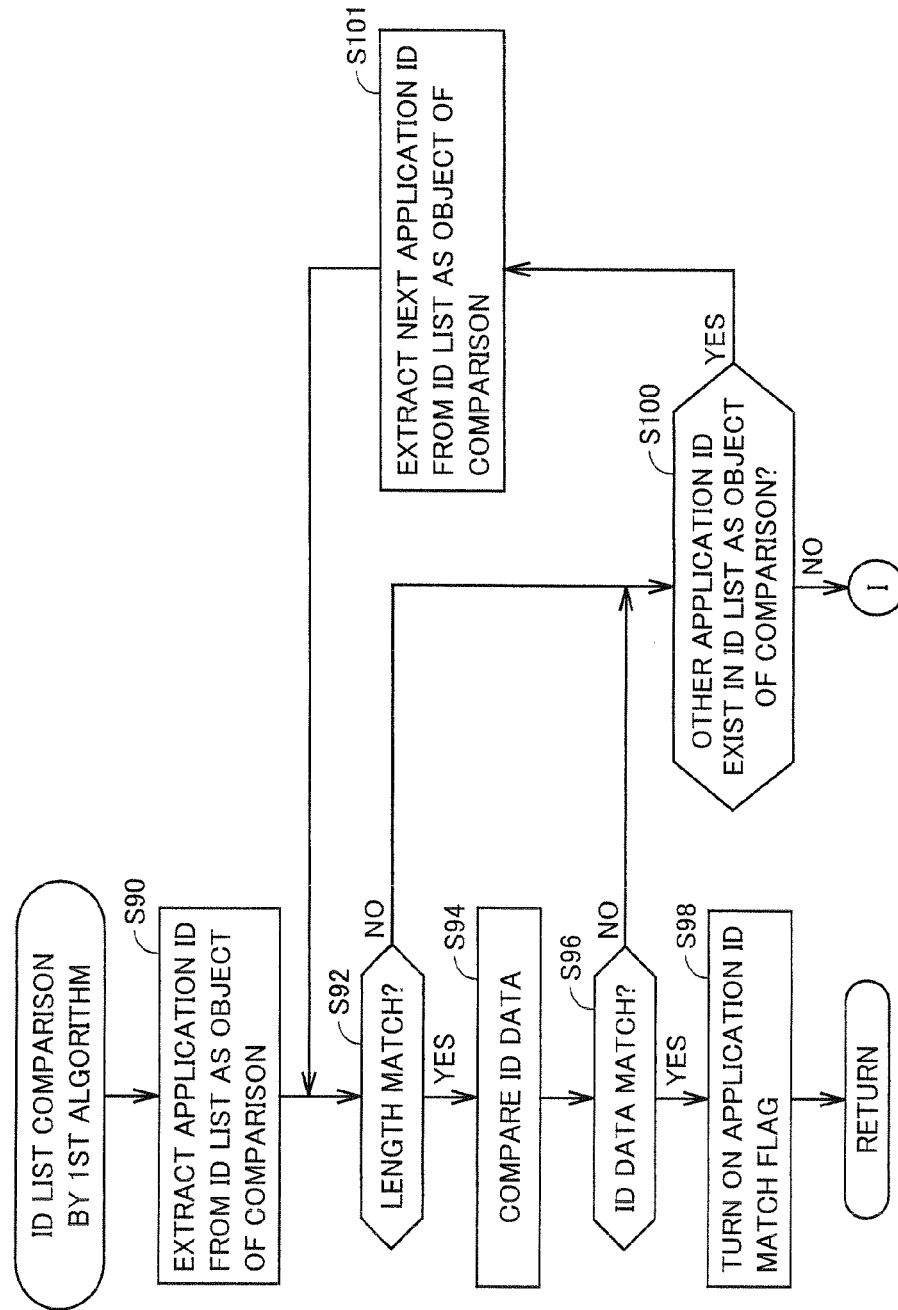 ID LIST COMPARISON
BY 1ST ALGORITHM
S90
EXTRACT APPLICATION ID
FROM ID LIST AS OBJECT
OF COMPARISON
S92
LENGTH MATCH?
NO
YES
S94
COMPARE ID DATA
S96
ID DATA MATCH?
NO
YES
S98
TURN ON APPLICATION ID
MATCH FLAG
RETURN
S101
EXTRACT NEXT APPLICATION ID
FROM ID LIST AS OBJECT OF
COMPARISON
S100
OTHER APPLICATION ID
EXIST IN ID LIST AS OBJECT
OF COMPARISON?
YES
NO
I